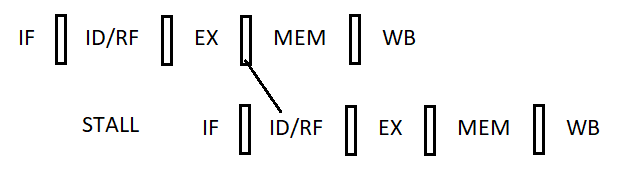 IF ID/RF EX MEM WB
STALL IF ID/RF EX MEM WB